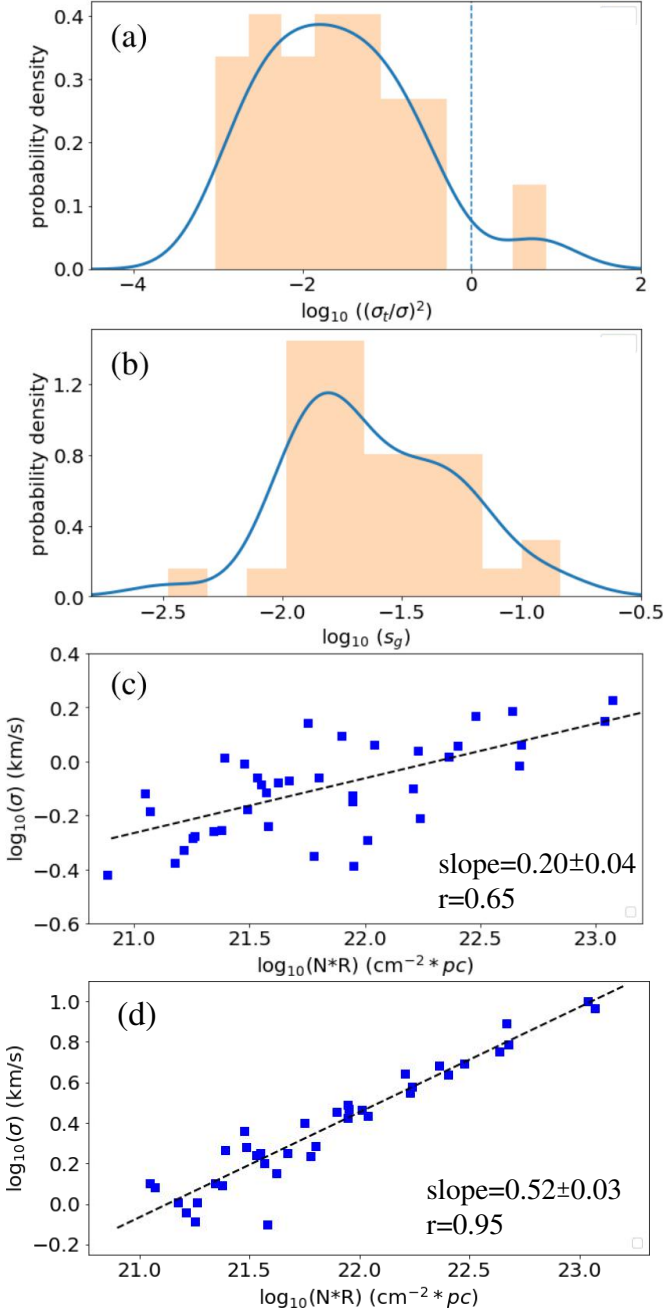 (a)
probability density
0.4
0.3
0.2
0.1
0.0
−4
−2
0
2
log₁₀ ((σₜ/σ)²)
(b)
probability density
1.2
0.8
0.4
0.0
−2.5
−2.0
−1.5
−1.0
−0.5
log₁₀ (s_g)
(c)
log₁₀(σ) (km/s)
0.4
0.2
0.0
−0.2
−0.4
−0.6
slope=0.20±0.04
r=0.65
21.0
21.5
22.0
22.5
23.0
log₁₀(N*R) (cm⁻² * pc)
(d)
log₁₀(σ) (km/s)
1.0
0.8
0.6
0.4
0.2
0.0
−0.2
slope=0.52±0.03
r=0.95
21.0
21.5
22.0
22.5
23.0
log₁₀(N*R) (cm⁻² * pc)